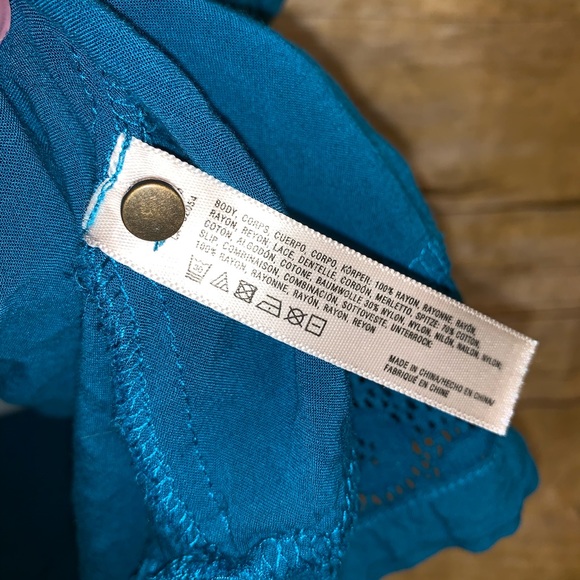 BODY, CORPS, CUERPO, CORPO, KÖRPER: 100% RAYON, RAYONNE, RAYÓN,
RAYON, REYON, LACE, DENTELLE, CORDÓN, MERLETTO, SPITZE: 70% COTTON,
COTON, ALGODÓN, COTONE, BAUMWOLLE 30% NYLON, NYLON, NILÓN, NAILON, NYLON;
SLIP, COMBINAISON, COMBINACIÓN, SOTTOVESTE, UNTERROCK:
100% RAYON, RAYONNE, RAYÓN, RAYON, REYON
30
MADE IN CHINA/HECHO EN CHINA/
FABRIQUÉ EN CHINE